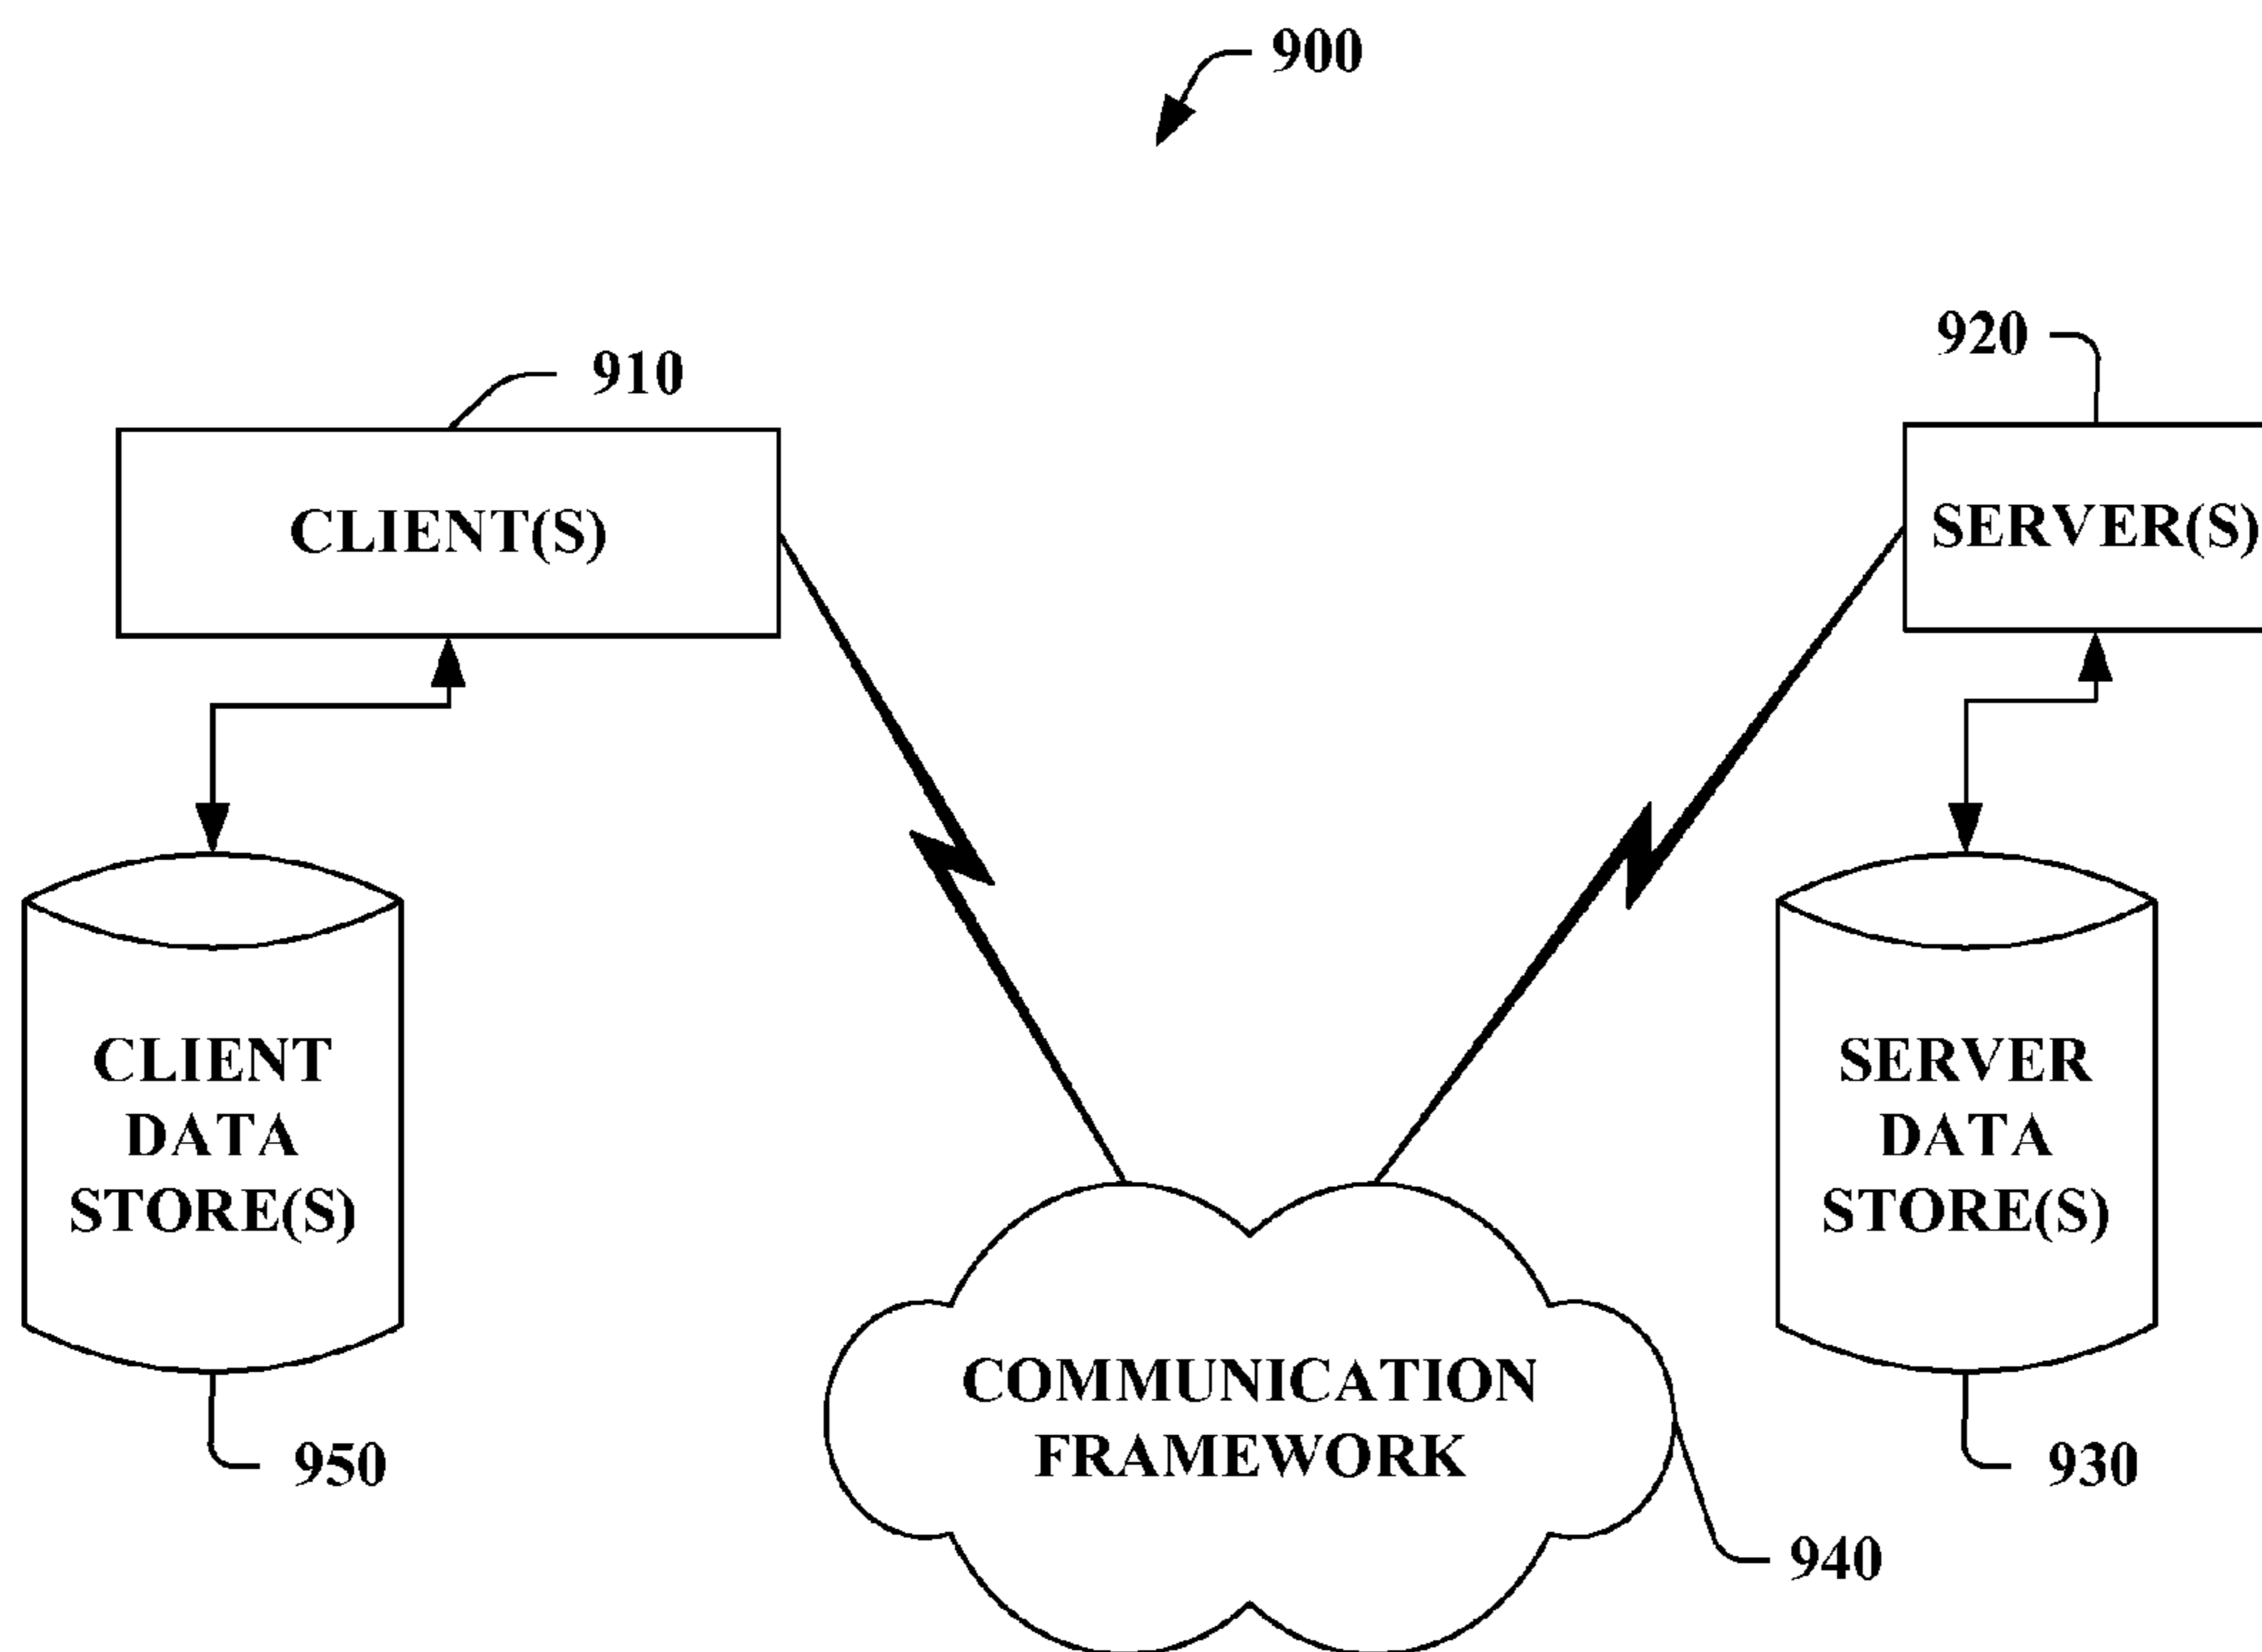 900
910
920
CLIENT(S)
SERVER(S)
CLIENT
DATA
STORE(S)
SERVER
DATA
STORE(S)
COMMUNICATION
FRAMEWORK
950
930
940